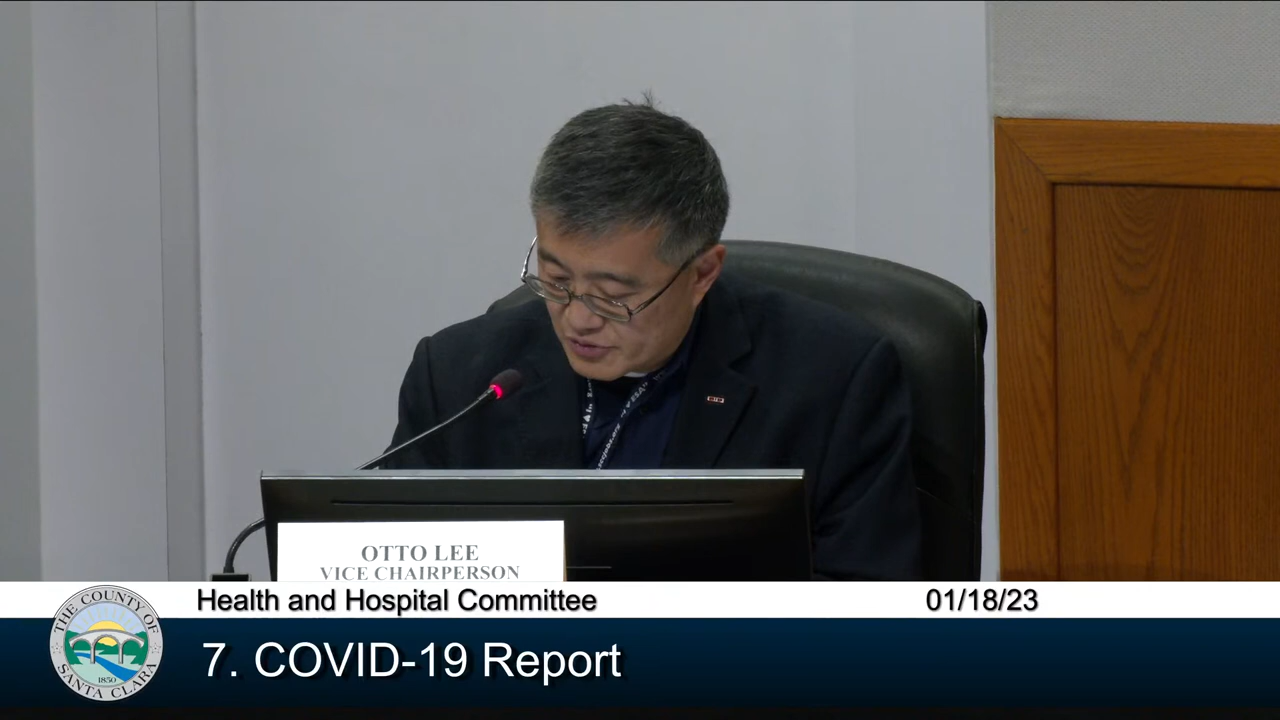 OTTO LEE
VICE CHAIRPERSON
Health and Hospital Committee
01/18/23
THE COUNTY OF
SANTA CLARA
1850
7. COVID-19 Report